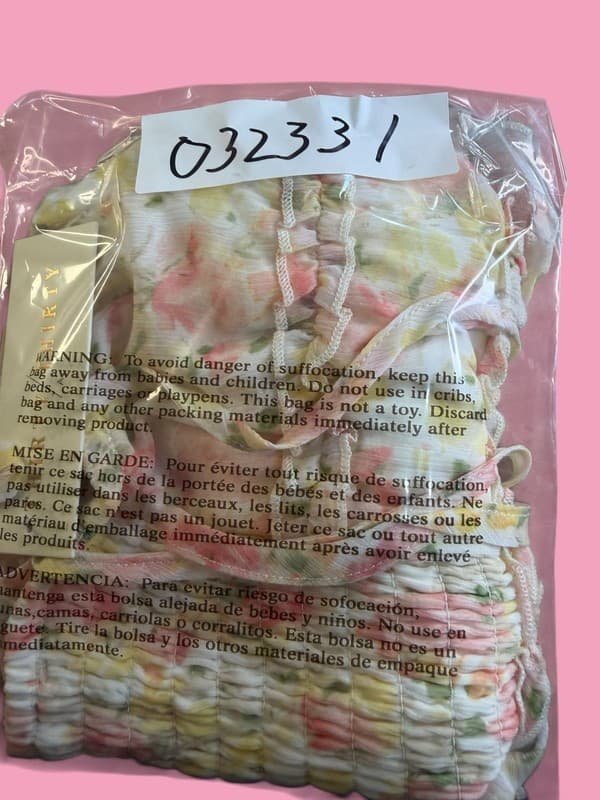 032331
THIRTY
WARNING: To avoid danger of suffocation, keep this
bag away from babies and children. Do not use in cribs,
beds, carriages or playpens. This bag is not a toy. Discard
bag and any other packing materials immediately after
removing product.
MISE EN GARDE: Pour éviter tout risque de suffocation,
tenir ce sac hors de la portée des bébés et des enfants. Ne
pas utiliser dans les berceaux, les lits, les carrosses ou les
parcs. Ce sac n'est pas un jouet. Jeter ce sac ou tout autre
matériau d'emballage immédiatement après avoir enlevé
les produits.
ADVERTENCIA: Para evitar riesgo de sofocación,
antenga esta bolsa alejada de bebes y niños. No use en
unas,camas, carriolas o corralitos. Esta bolsa no es un
guete. Tire la bolsa y los otros materiales de empaque
mediatamente.